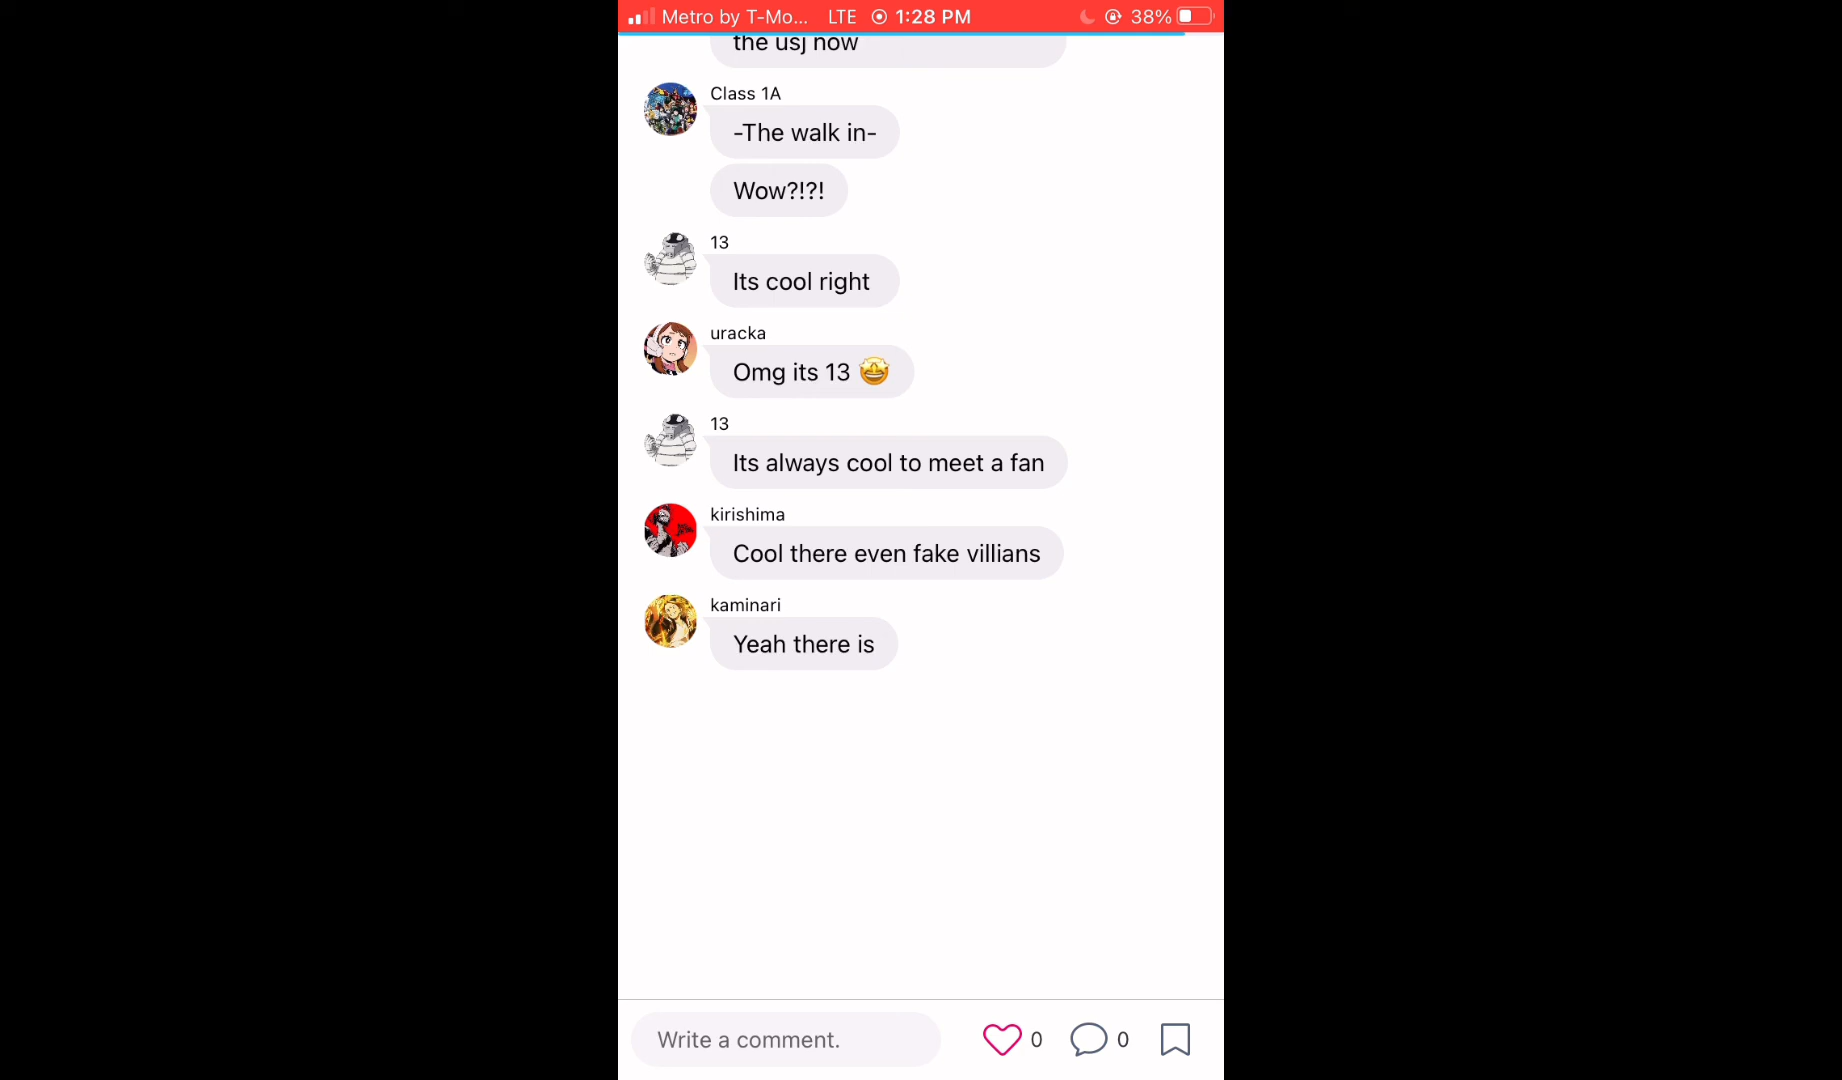 Metro by T-Mo... LTE 1:28 PM 38%
the usj now
Class 1A
-The walk in-
Wow?!?!
13
Its cool right
uracka
Omg its 13 🤩
13
Its always cool to meet a fan
kirishima
Cool there even fake villians
kaminari
Yeah there is
Write a comment. 0 0